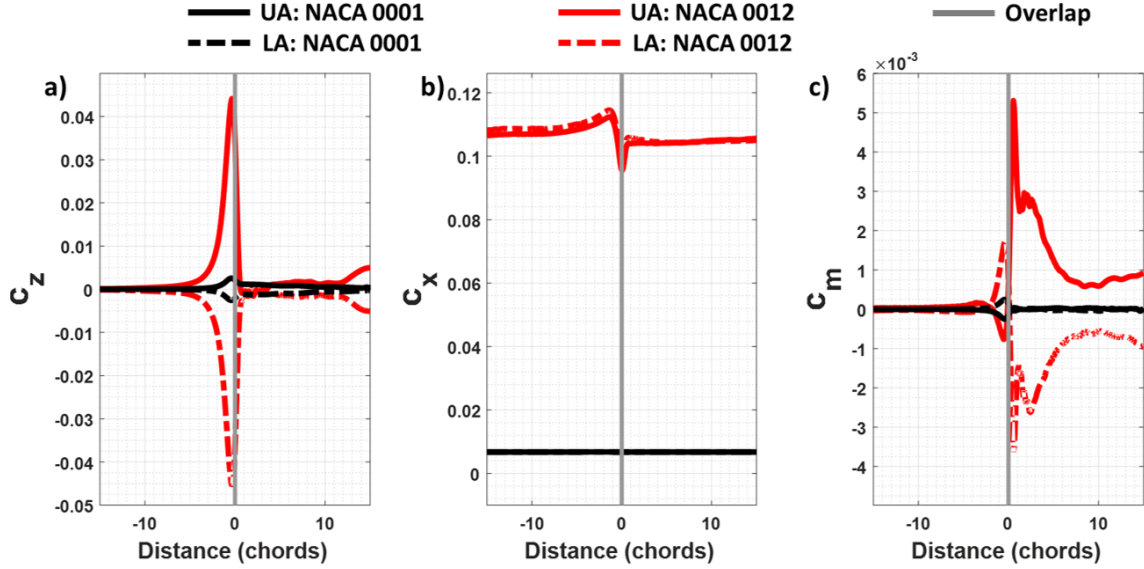 UA: NACA 0001 UA: NACA 0012 Overlap
LA: NACA 0001 LA: NACA 0012
a)
0.04
0.03
0.02
0.01
0
-0.01
-0.02
-0.03
-0.04
-0.05
c_z
-10 0 10
Distance (chords)
b)
0.12
0.1
0.08
0.06
0.04
0.02
0
c_x
-10 0 10
Distance (chords)
c)
×10⁻³
6
5
4
3
2
1
0
-1
-2
-3
-4
c_m
-10 0 10
Distance (chords)